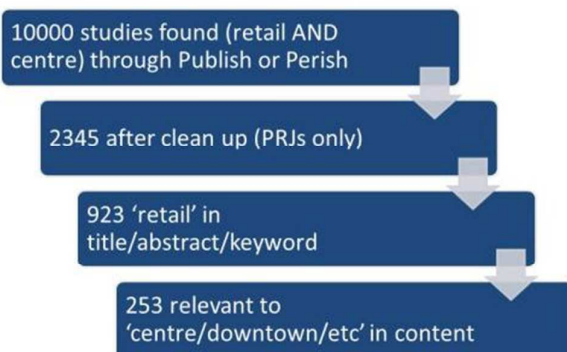 10000 studies found (retail AND
centre) through Publish or Perish
2345 after clean up (PRJs only)
923 ‘retail’ in
title/abstract/keyword
253 relevant to
‘centre/downtown/etc’ in content